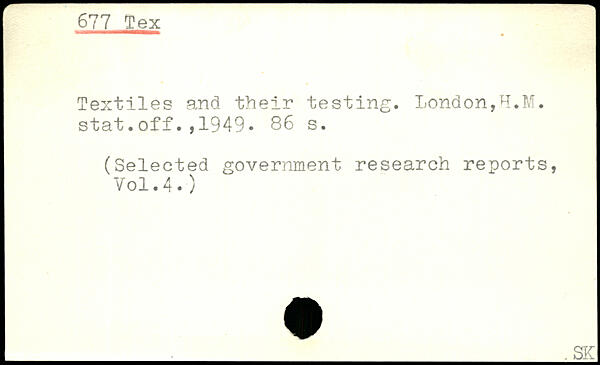 677 Tex
Textiles and their testing. London,H.M.
stat.off.,1949. 86 s.
(Selected government research reports,
Vol.4.)
SK